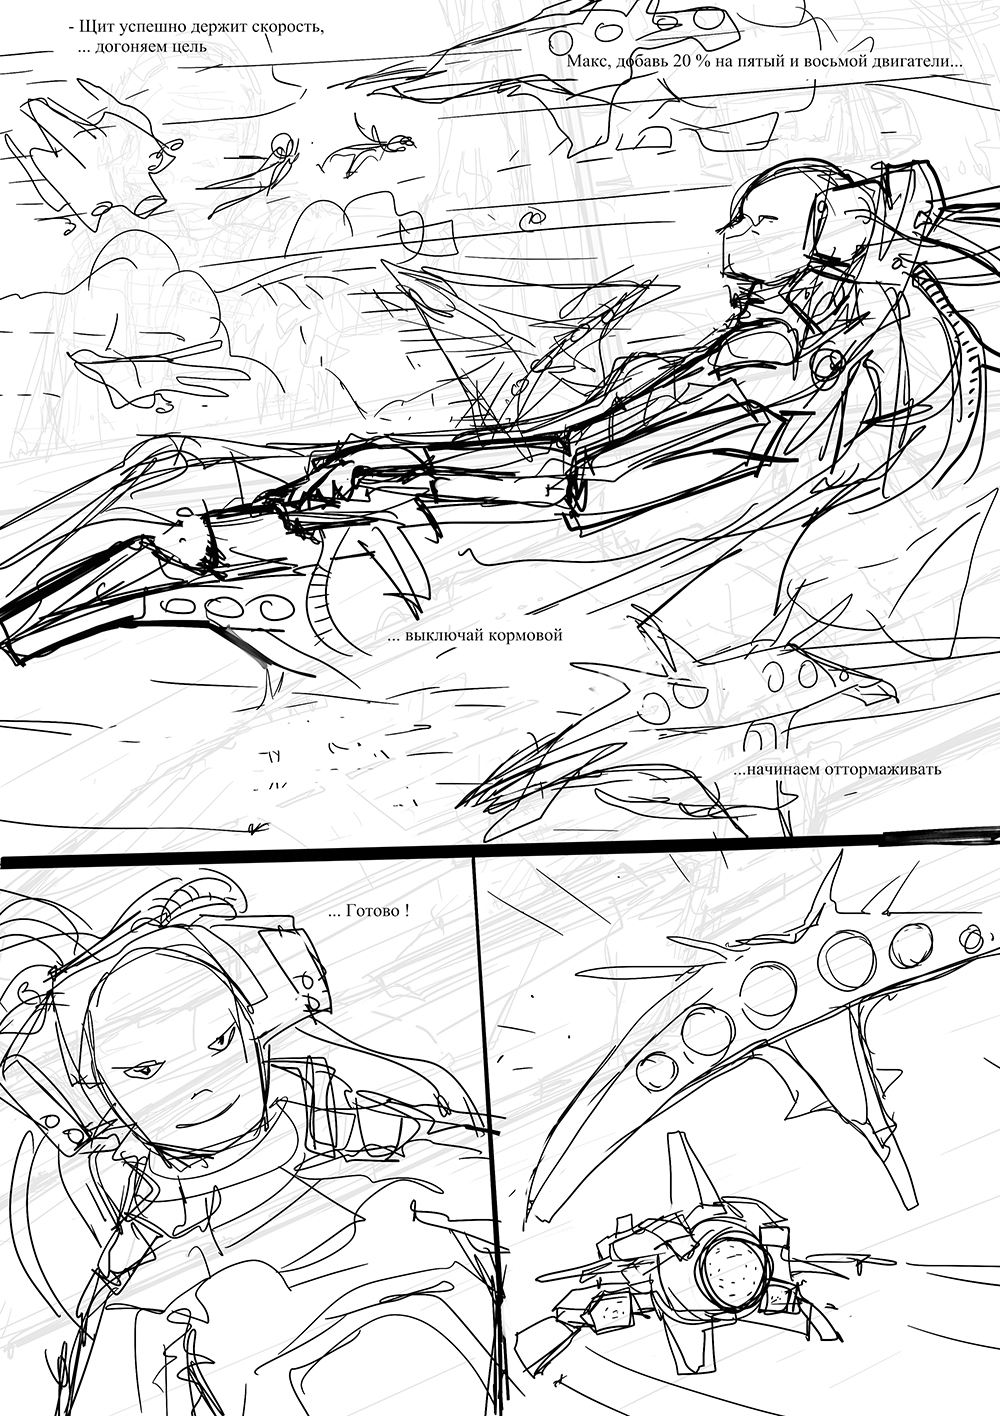 - Щит успешно держит скорость,
... догоняем цель
Макс, добавь 20 % на пятый и восьмой двигатели...
... выключай кормовой
...начинаем оттормаживать
... Готово !